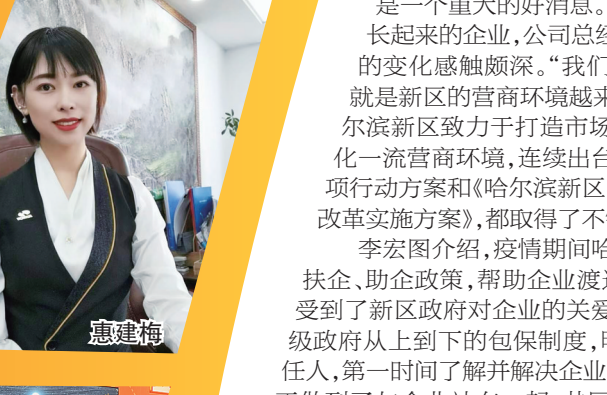 是一个重大的好消息。
长起来的企业,公司总经
的变化感触颇深。“我们
就是新区的营商环境越来
尔滨新区致力于打造市场
化一流营商环境,连续出台
项行动方案和《哈尔滨新区
改革实施方案》,都取得了不
李宏图介绍,疫情期间哈
扶企、助企政策,帮助企业渡
受到了新区政府对企业的关爱
级政府从上到下的包保制度,
任人,第一时间了解并解决企业
惠建梅